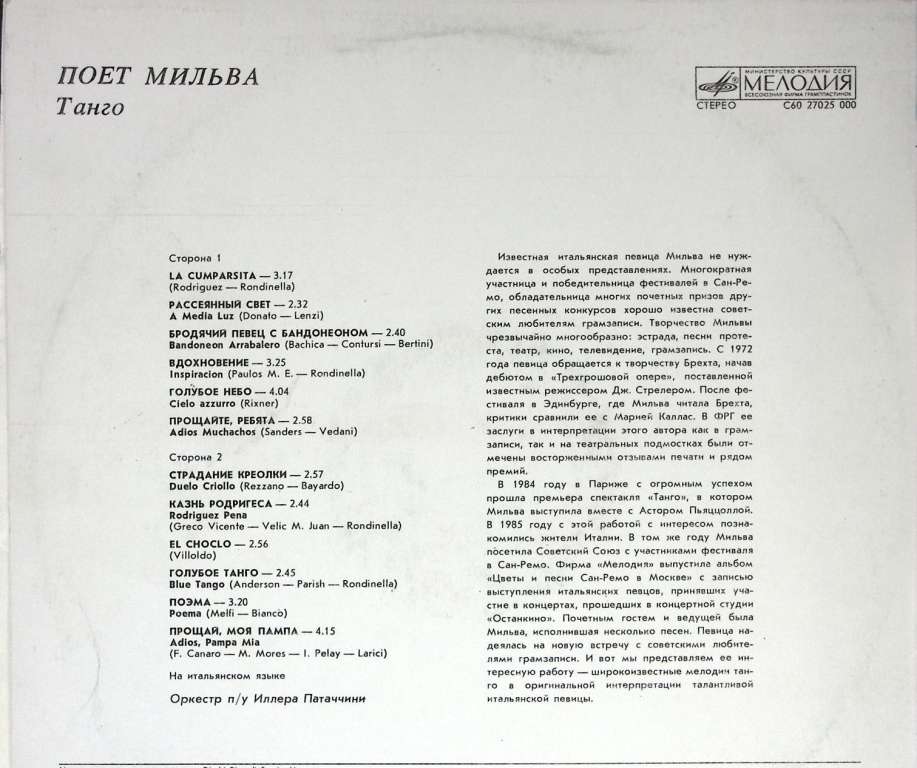 ПОЕТ МИЛЬВА
Танго
МИНИСТЕРСТВО КУЛЬТУРЫ СССР
МЕЛОДИЯ
ВСЕСОЮЗНАЯ ФИРМА ГРАМПЛАСТИНОК
СТЕРЕО С60 27025 000
Сторона 1
LA CUMPARSITA — 3.17
(Rodriguez — Rondinella)
РАССЕЯННЫЙ СВЕТ — 2.32
A Media Luz (Donato — Lenzi)
БРОДЯЧИЙ ПЕВЕЦ С БАНДОНЕОНОМ — 2.40
Bandoneon Arrabalero (Bachica — Contursi — Bertini)
ВДОХНОВЕНИЕ — 3.25
Inspiracion (Paulos M. E. — Rondinella)
ГОЛУБОЕ НЕБО — 4.04
Cielo azzurro (Rixner)
ПРОЩАЙТЕ, РЕБЯТА — 2.58
Adios Muchachos (Sanders — Vedani)
Сторона 2
СТРАДАНИЕ КРЕОЛКИ — 2.57
Duelo Criollo (Rezzano — Bayardo)
КАЗНЬ РОДРИГЕСА — 2.44
Rodriguez Pena
(Greco Vicente — Velic M. Juan — Rondinella)
EL CHOCLO — 2.56
(Villoldo)
ГОЛУБОЕ ТАНГО — 2.45
Blue Tango (Anderson — Parish — Rondinella)
ПОЭМА — 3.20
Poema (Melfi — Bianco)
ПРОЩАЙ, МОЯ ПАМПА — 4.15
Adios, Pampa Mia
(F. Canaro — M. Mores — I. Pelay — Larici)
На итальянском языке
Оркестр п/у Иллера Патаччини
Известная итальянская певица Мильва не нуж-
дается в особых представлениях. Многократная
участница и победительница фестивалей в Сан-Ре-
мо, обладательница многих почетных призов дру-
гих песенных конкурсов хорошо известна совет-
ским любителям грамзаписи. Творчество Мильвы
чрезвычайно многообразно: эстрада, песни проте-
ста, театр, кино, телевидение, грамзапись. С 1972
года певица обращается к творчеству Брехта, начав
дебютом в «Трехгрошовой опере», поставленной
известным режиссером Дж. Стрелером. После фе-
стиваля в Эдинбурге, где Мильва читала Брехта,
критики сравнили ее с Марией Каллас. В ФРГ ее
заслуги в интерпретации этого автора как в грам-
записи, так и на театральных подмостках были от-
мечены восторженными отзывами печати и рядом
премий.
В 1984 году в Париже с огромным успехом
прошла премьера спектакля «Танго», в котором
Мильва выступила вместе с Астором Пьяццоллой.
В 1985 году с этой работой с интересом позна-
комились жители Италии. В том же году Мильва
посетила Советский Союз с участниками фестиваля
в Сан-Ремо. Фирма «Мелодия» выпустила альбом
«Цветы и песни Сан-Ремо в Москве» с записью
выступления итальянских певцов, принявших уча-
стие в концертах, прошедших в концертной студии
«Останкино». Почетным гостем и ведущей была
Мильва, исполнившая несколько песен. Певица на-
деялась на новую встречу с советскими любите-
лями грамзаписи. И вот мы представляем ее ин-
тересную работу — широкоизвестные мелодии тан-
го в оригинальной интерпретации талантливой
итальянской певицы.